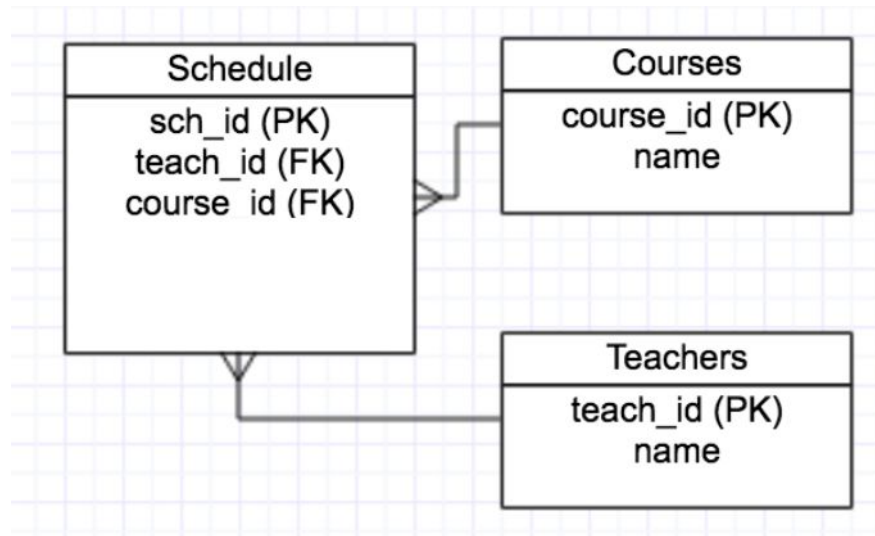 Schedule
sch_id (PK)
teach_id (FK)
course_id (FK)
Courses
course_id (PK)
name
Teachers
teach_id (PK)
name